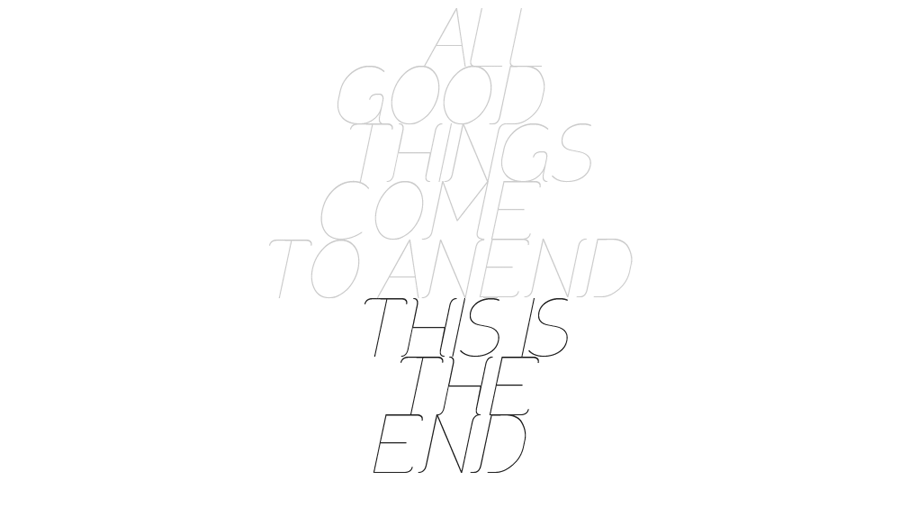 ALL
GOOD
THINGS
COME
TO AN END
THIS IS
THE
END